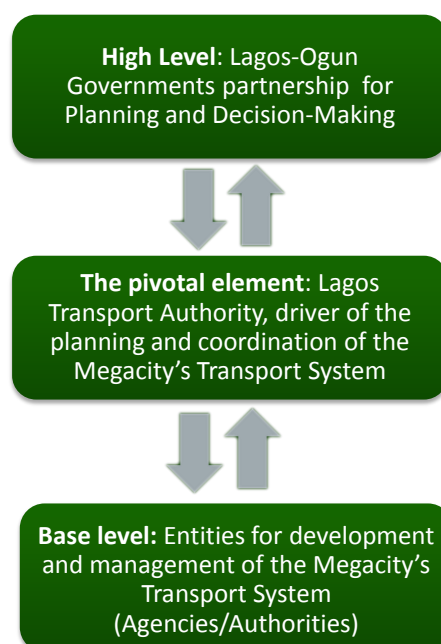 High Level: Lagos-Ogun
Governments partnership for
Planning and Decision-Making
The pivotal element: Lagos
Transport Authority, driver of the
planning and coordination of the
Megacity's Transport System
Base level: Entities for development
and management of the Megacity's
Transport System
(Agencies/Authorities)